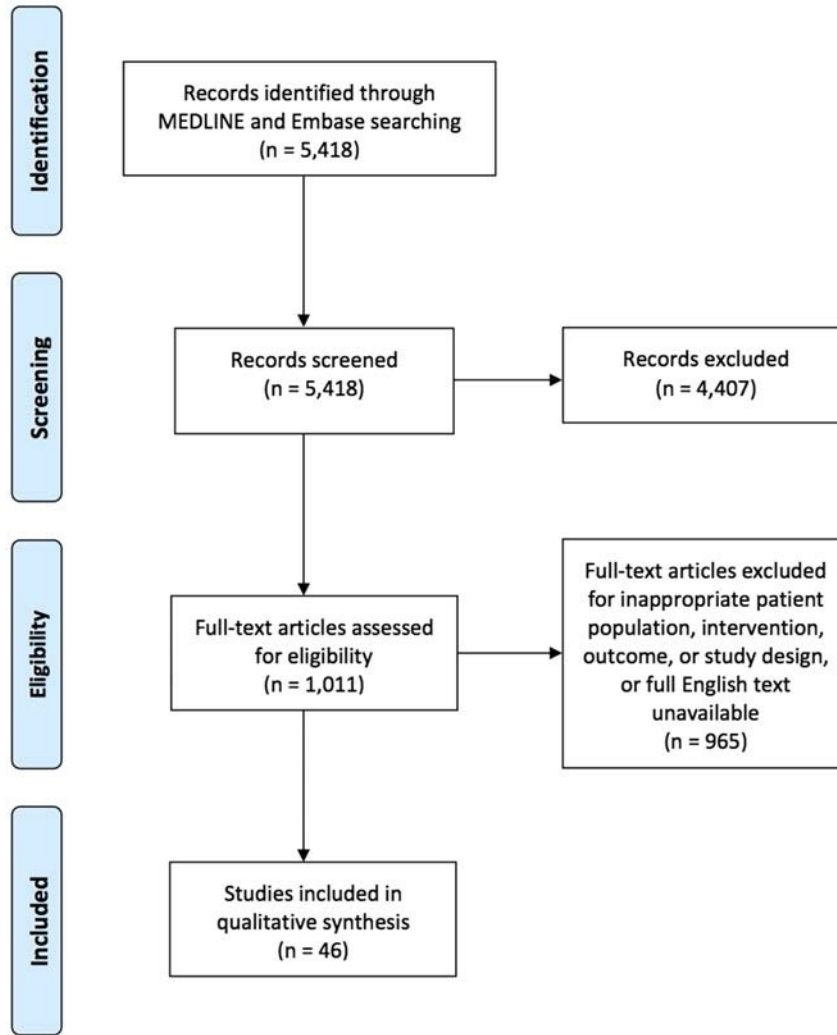 Identification
Records identified through
MEDLINE and Embase searching
(n = 5,418)
Screening
Records screened
(n = 5,418)
Records excluded
(n = 4,407)
Eligibility
Full-text articles assessed
for eligibility
(n = 1,011)
Full-text articles excluded
for inappropriate patient
population, intervention,
outcome, or study design,
or full English text
unavailable
(n = 965)
Included
Studies included in
qualitative synthesis
(n = 46)